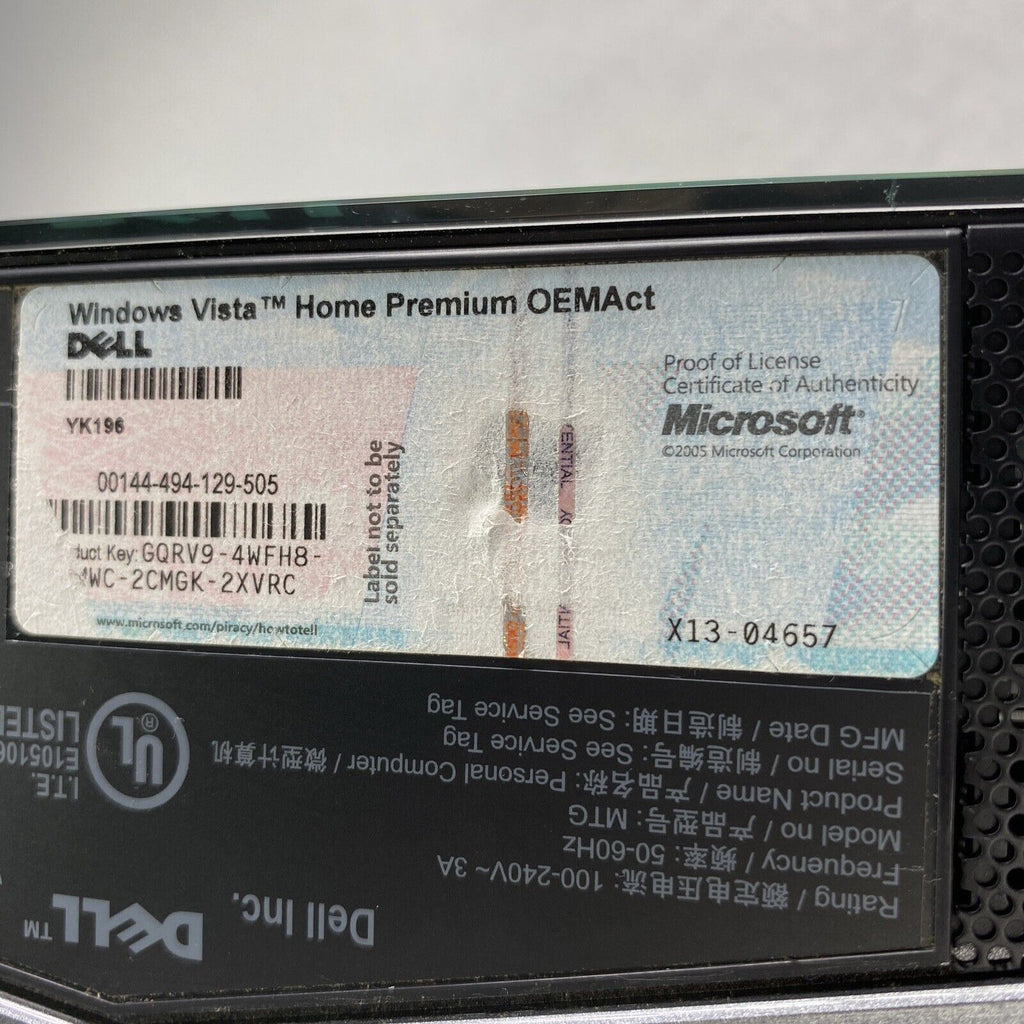 Windows Vista™ Home Premium OEMAct
DELL
YK196
00144-494-129-505
duct Key: GQRV9-4WFH8-
WC-2CMGK-2XVRC
www.microsoft.com/piracy/howtotell
Label not to be
sold separately
ENTIAL
Proof of License
Certificate of Authenticity
Microsoft®
©2005 Microsoft Corporation
X13-04657
DELL™
Dell Inc.
Rating / 额定电压电流: 100-240V~3A
Frequency / 频率: 50-60Hz
Model no / 产品型号: MTG
Product Name / 产品名称: Personal Computer / 微型计算机
Serial no / 制造编号: See Service Tag
MFG Date / 制造日期: See Service Tag
I.T.E.
E105106
UL®
LISTED